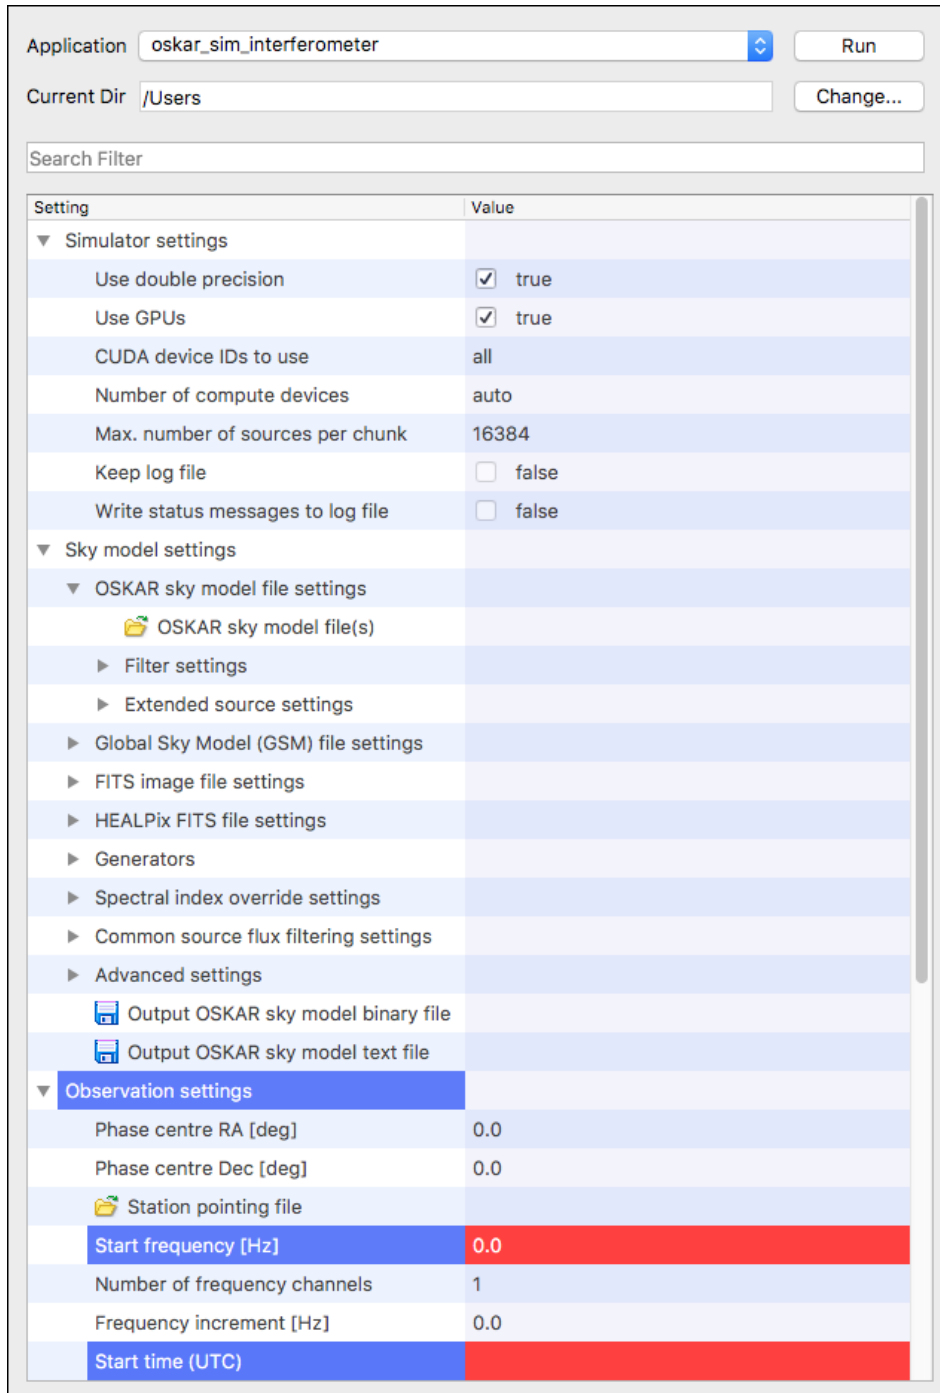 Application oskar_sim_interferometer Run
Current Dir /Users Change...
Search Filter
Setting Value
Simulator settings
Use double precision true
Use GPUs true
CUDA device IDs to use all
Number of compute devices auto
Max. number of sources per chunk 16384
Keep log file false
Write status messages to log file false
Sky model settings
OSKAR sky model file settings
OSKAR sky model file(s)
Filter settings
Extended source settings
Global Sky Model (GSM) file settings
FITS image file settings
HEALPix FITS file settings
Generators
Spectral index override settings
Common source flux filtering settings
Advanced settings
Output OSKAR sky model binary file
Output OSKAR sky model text file
Observation settings
Phase centre RA [deg] 0.0
Phase centre Dec [deg] 0.0
Station pointing file
Start frequency [Hz] 0.0
Number of frequency channels 1
Frequency increment [Hz] 0.0
Start time (UTC)